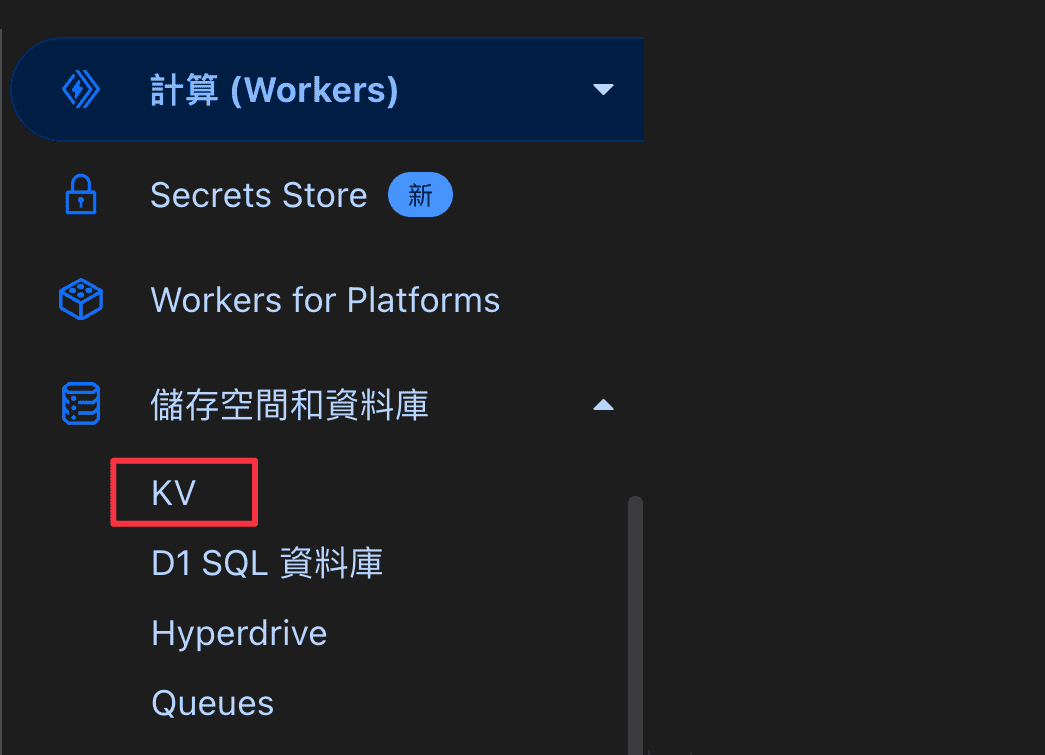 計算 (Workers)
Secrets Store 新
Workers for Platforms
儲存空間和資料庫
KV
D1 SQL 資料庫
Hyperdrive
Queues